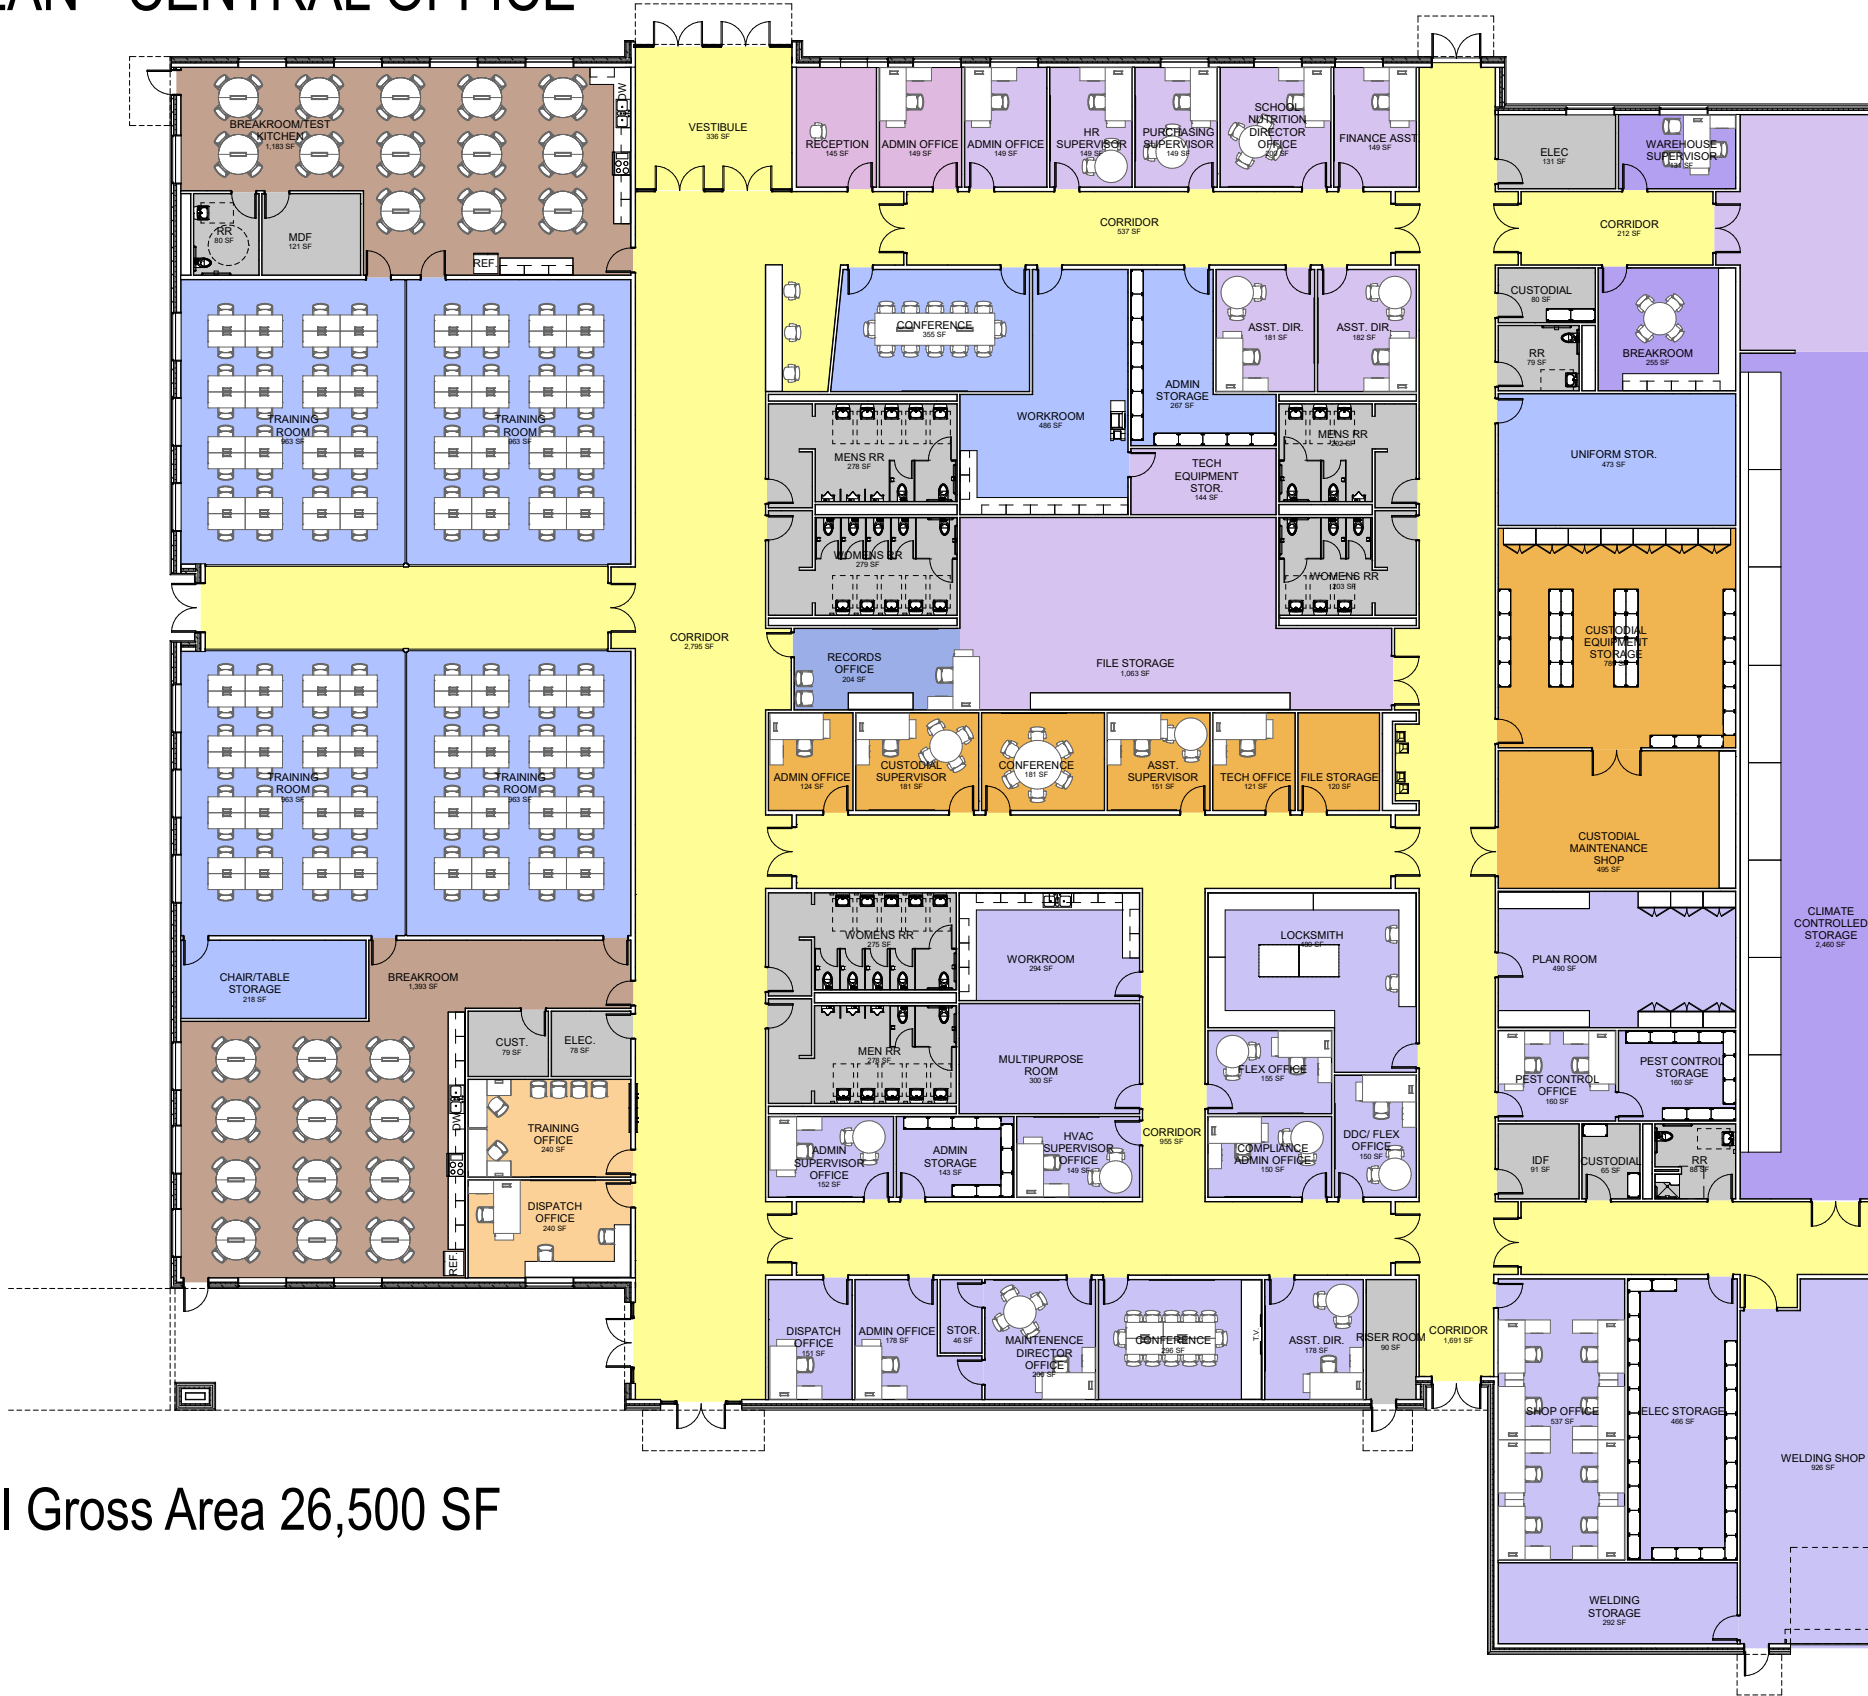 LAN - CENTRAL OFFICE
BREAKROOM/TEST
KITCHEN
1,183 SF
DW
VESTIBULE
336 SF
RECEPTION
145 SF
ADMIN OFFICE
149 SF
ADMIN OFFICE
149 SF
HR
SUPERVISOR
149 SF
PURCHASING
SUPERVISOR
149 SF
SCHOOL
NUTRITION
DIRECTOR
OFFICE
FINANCE ASST
149 SF
ELEC
131 SF
WAREHOUSE
SUPERVISOR
RR
80 SF
MDF
121 SF
REF.
CORRIDOR
537 SF
CORRIDOR
212 SF
TRAINING
ROOM
963 SF
TRAINING
ROOM
963 SF
CONFERENCE
355 SF
WORKROOM
486 SF
ADMIN
STORAGE
267 SF
ASST. DIR.
181 SF
ASST. DIR.
182 SF
CUSTODIAL
80 SF
RR
79 SF
BREAKROOM
255 SF
MENS RR
278 SF
TECH
EQUIPMENT
STOR.
144 SF
MENS RR
202 SF
UNIFORM STOR.
473 SF
WOMENS RR
279 SF
WOMENS RR
203 SF
CORRIDOR
2,795 SF
RECORDS
OFFICE
204 SF
FILE STORAGE
1,063 SF
CUSTODIAL
EQUIPMENT
STORAGE
TRAINING
ROOM
963 SF
TRAINING
ROOM
963 SF
ADMIN OFFICE
124 SF
CUSTODIAL
SUPERVISOR
181 SF
CONFERENCE
181 SF
ASST.
SUPERVISOR
151 SF
TECH OFFICE
121 SF
FILE STORAGE
120 SF
CUSTODIAL
MAINTENANCE
SHOP
495 SF
CLIMATE
CONTROLLED
STORAGE
2,460 SF
CHAIR/TABLE
STORAGE
218 SF
BREAKROOM
1,393 SF
WOMENS RR
275 SF
WORKROOM
294 SF
LOCKSMITH
480 SF
PLAN ROOM
490 SF
CUST.
79 SF
ELEC.
78 SF
MEN RR
278 SF
MULTIPURPOSE
ROOM
300 SF
FLEX OFFICE
155 SF
PEST CONTROL
OFFICE
160 SF
PEST CONTROL
STORAGE
160 SF
DW
TRAINING
OFFICE
240 SF
ADMIN
SUPERVISOR
OFFICE
152 SF
ADMIN
STORAGE
143 SF
HVAC
SUPERVISOR
OFFICE
149 SF
CORRIDOR
955 SF
COMPLIANCE
ADMIN OFFICE
150 SF
DDC/ FLEX
OFFICE
150 SF
IDF
91 SF
CUSTODIAL
65 SF
RR
88 SF
DISPATCH
OFFICE
240 SF
REF.
DISPATCH
OFFICE
151 SF
ADMIN OFFICE
178 SF
STOR.
46 SF
MAINTENENCE
DIRECTOR
OFFICE
CONFERENCE
296 SF
T.V.
ASST. DIR.
178 SF
RISER ROOM
90 SF
CORRIDOR
1,691 SF
SHOP OFFICE
537 SF
ELEC STORAGE
466 SF
WELDING SHOP
926 SF
WELDING
STORAGE
292 SF
l Gross Area 26,500 SF